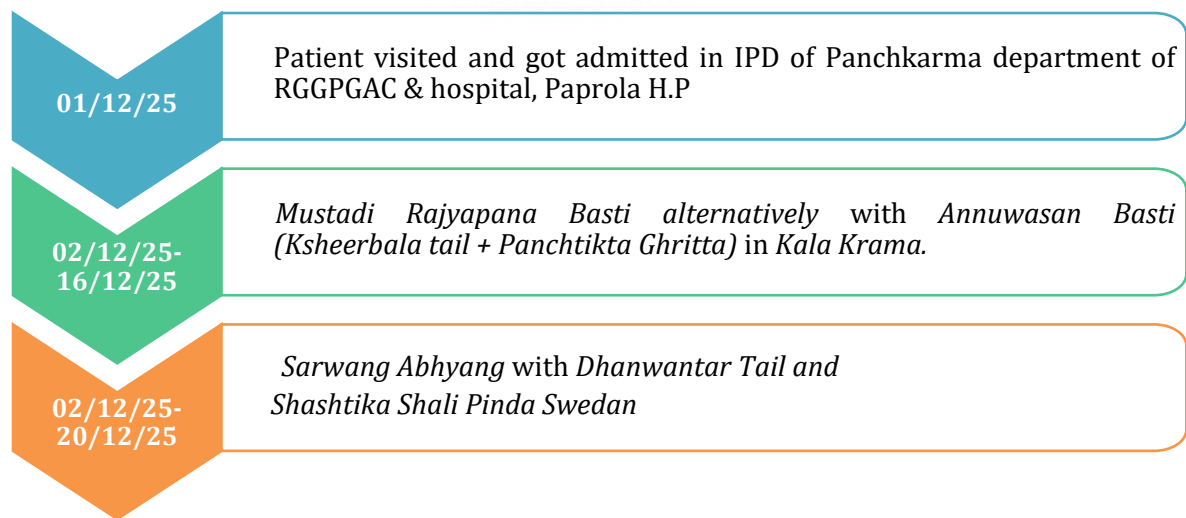 01/12/25
Patient visited and got admitted in IPD of Panchkarma department of
RGGPGAC & hospital, Paprola H.P
02/12/25-
16/12/25
Mustadi Rajyapana Basti alternatively with Annuwasan Basti
(Ksheerbala tail + Panchtikta Ghritta) in Kala Krama.
02/12/25-
20/12/25
Sarwang Abhyang with Dhanwantar Tail and
Shashtika Shali Pinda Swedan